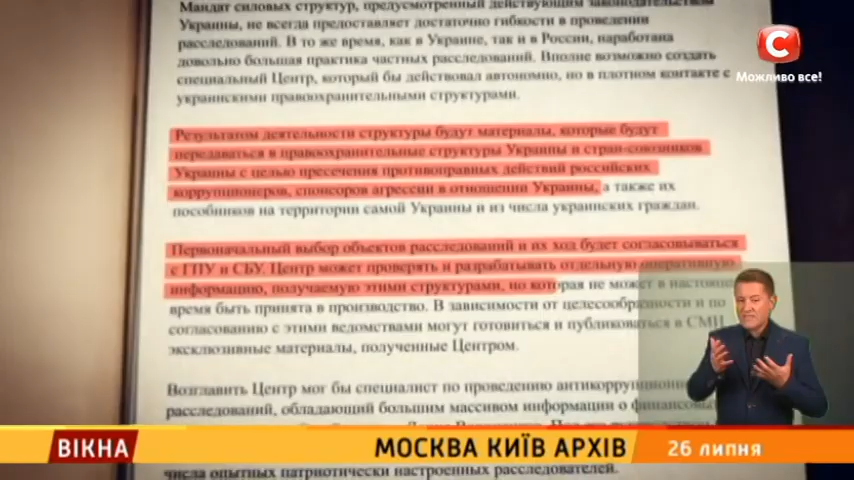 Мандат силовых структур, предусмотренный действующим законодательством
Украины, не всегда предоставляет достаточно гибкости в проведении
расследований. В то же время, как в Украине, так и в России, наработана
довольно большая практика частных расследований. Вполне возможно создать
специальный Центр, который бы действовал автономно, но в плотном контакте с
украинскими правоохранительными структурами.
Результатом деятельности структуры будут материалы, которые будут
передаваться в правоохранительные структуры Украины и стран-союзников
Украины с целью пресечения противоправных действий российских
коррупционеров, спонсоров агрессии в отношении Украины, а также их
пособников на территории самой Украины и из числа украинских граждан.
Первоначальный выбор объектов расследований и их ход будет согласовываться
с ГПУ и СБУ. Центр может проверять и разрабатывать отдельную оперативную
информацию, получаемую этими структурами, но которая не может в настоящ
время быть принята в производство. В зависимости от целесообразности и по
согласованию с этими ведомствами могут готовиться и публиковаться в СМИ
эксклюзивные материалы, полученные Центром.
Возглавить Центр мог бы специалист по проведению антикоррупционн
расследований, обладающий большим массивом информации о финансовы
числа опытных патриотически настроенных расследователей.
С
Можливо все!
ВІКНА
МОСКВА КИЇВ АРХІВ
26 липня